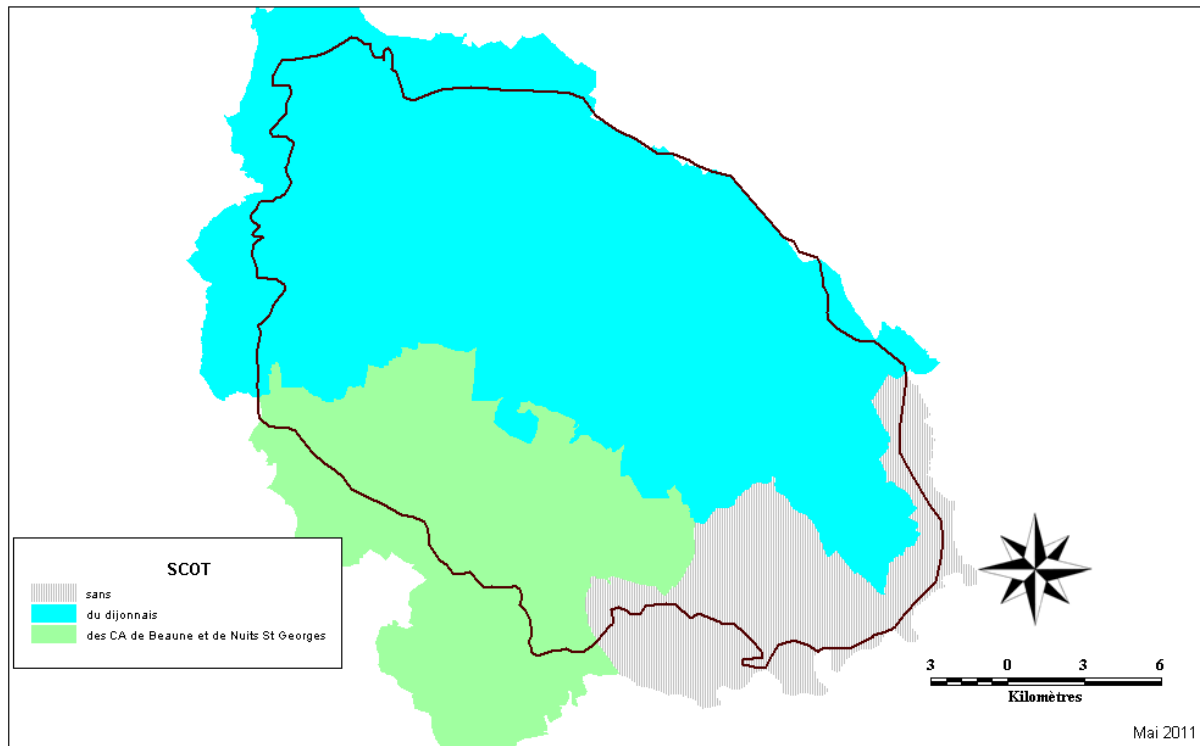 SCOT
sans
du dijonnais
des CA de Beaune et de Nuits St Georges
3 0 3 6
Kilomètres
Mai 2011